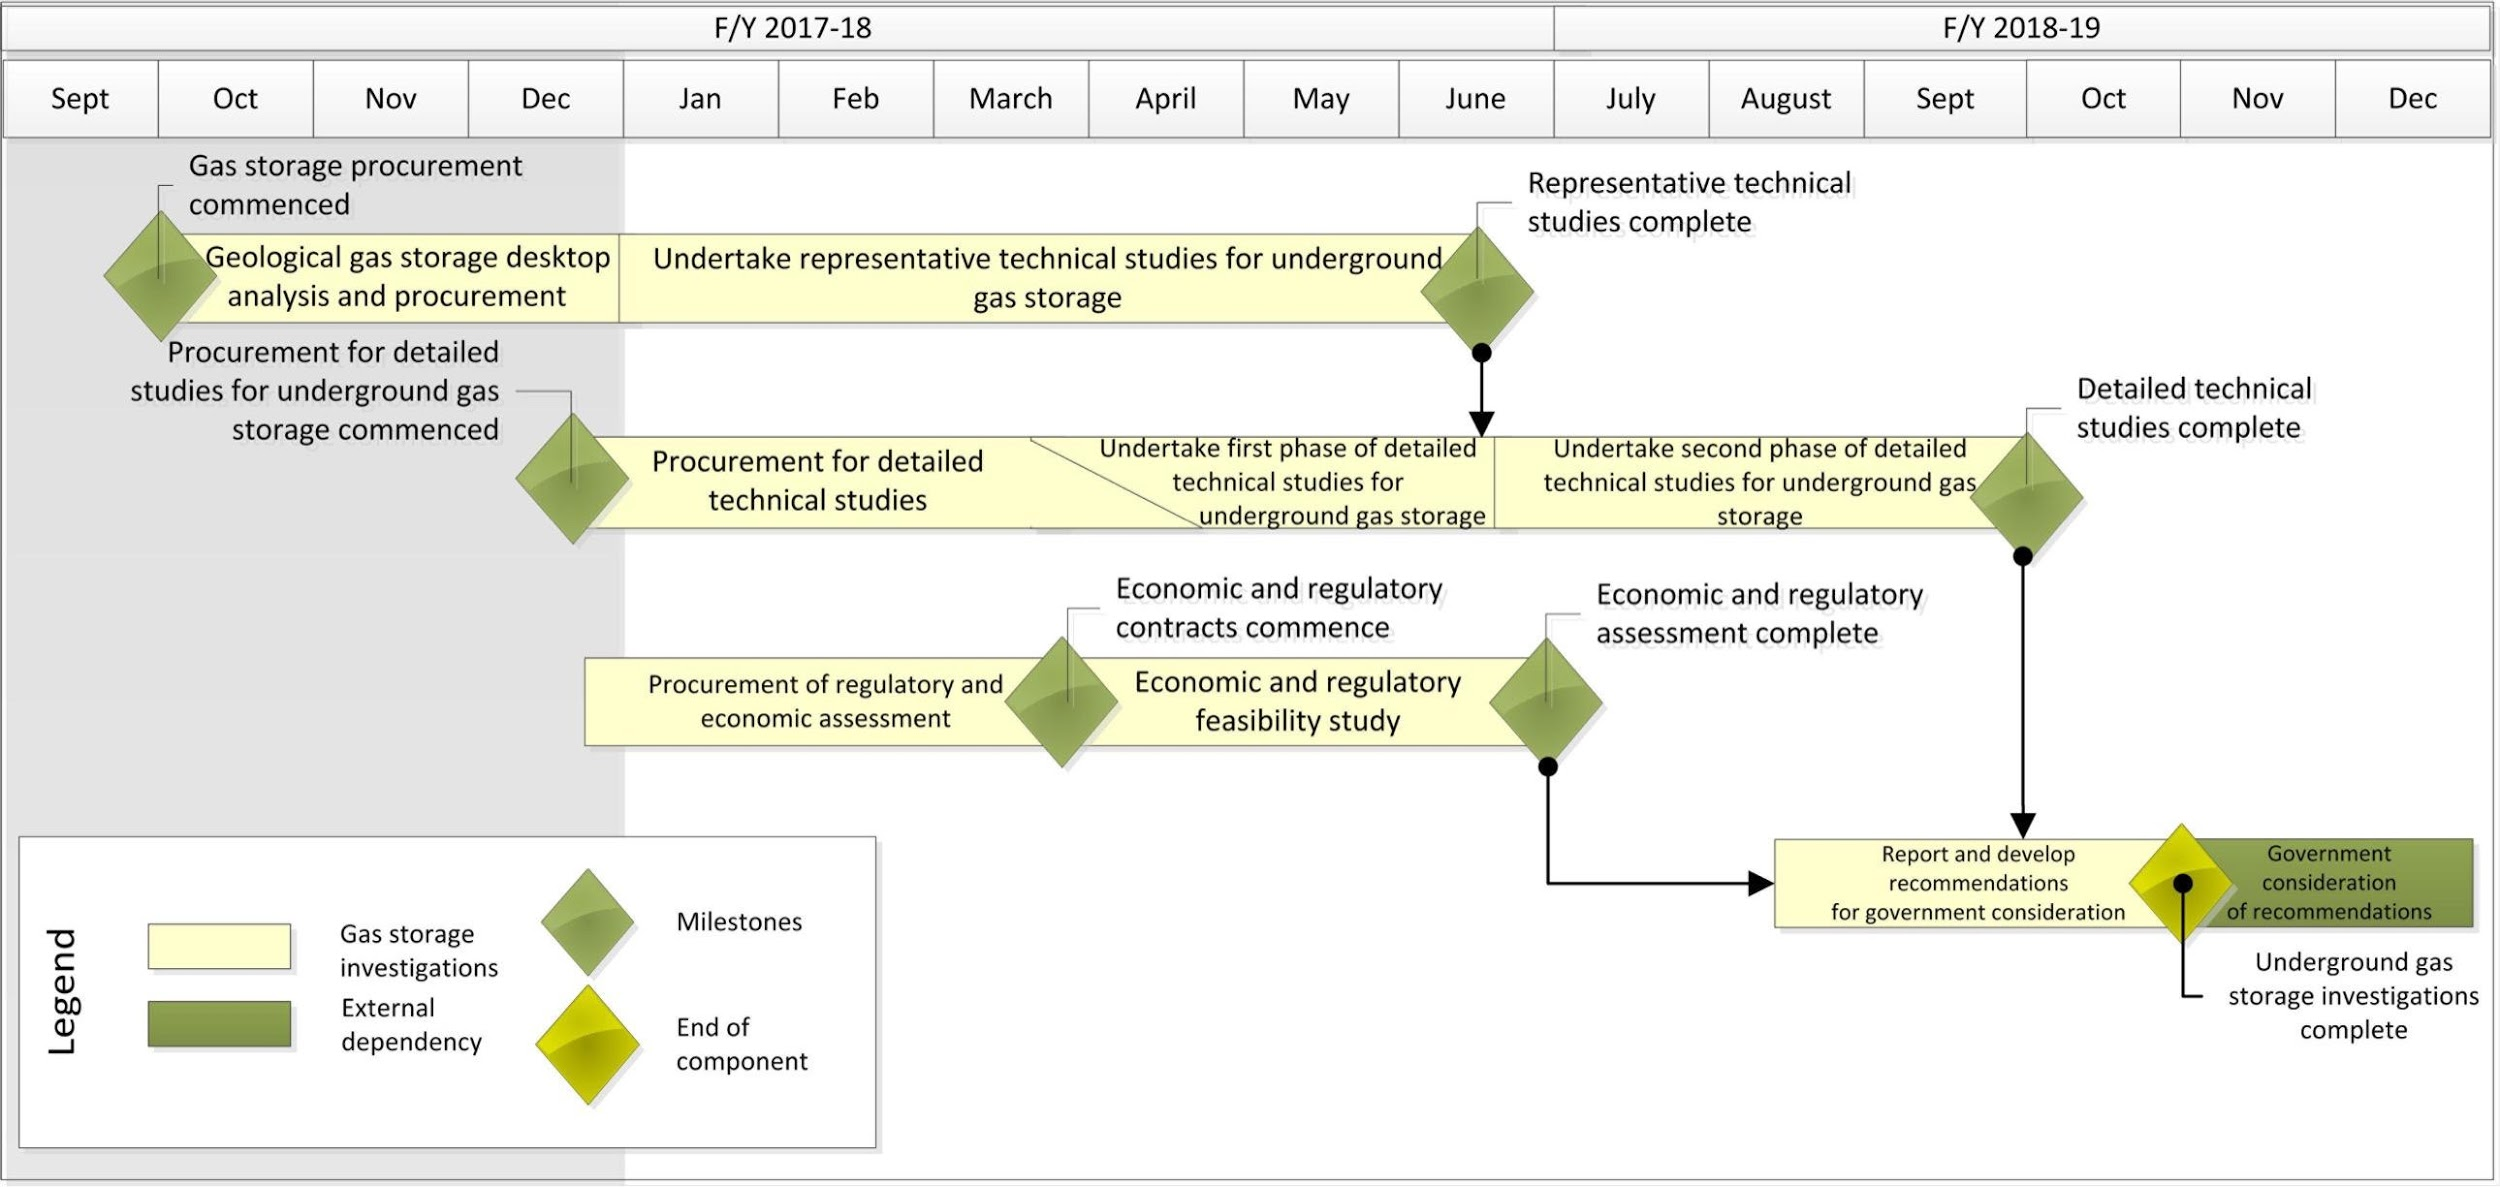 F/Y 2017-18
F/Y 2018-19
Sept
Oct
Nov
Dec
Jan
Feb
March
April
May
June
July
August
Sept
Oct
Nov
Dec
Gas storage procurement
commenced
Representative technical
studies complete
Geological gas storage desktop
analysis and procurement
Undertake representative technical studies for underground
gas storage
Procurement for detailed
studies for underground gas
storage commenced
Detailed technical
studies complete
Procurement for detailed
technical studies
Undertake first phase of detailed
technical studies for
underground gas storage
Undertake second phase of detailed
technical studies for underground gas
storage
Economic and regulatory
contracts commence
Economic and regulatory
assessment complete
Procurement of regulatory and
economic assessment
Economic and regulatory
feasibility study
Report and develop
recommendations
for government consideration
Government
consideration
of recommendations
Underground gas
storage investigations
complete
Legend
Gas storage
investigations
External
dependency
Milestones
End of
component